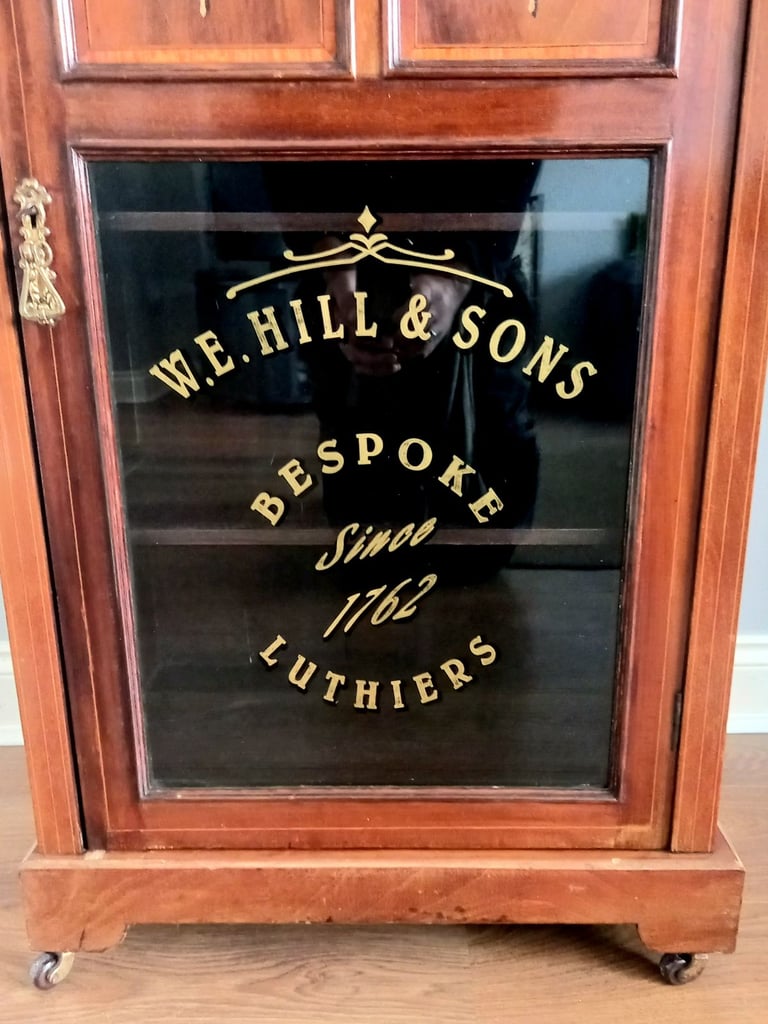 W.E. HILL & SONS
BESPOKE
Since
1762
LUTHIERS